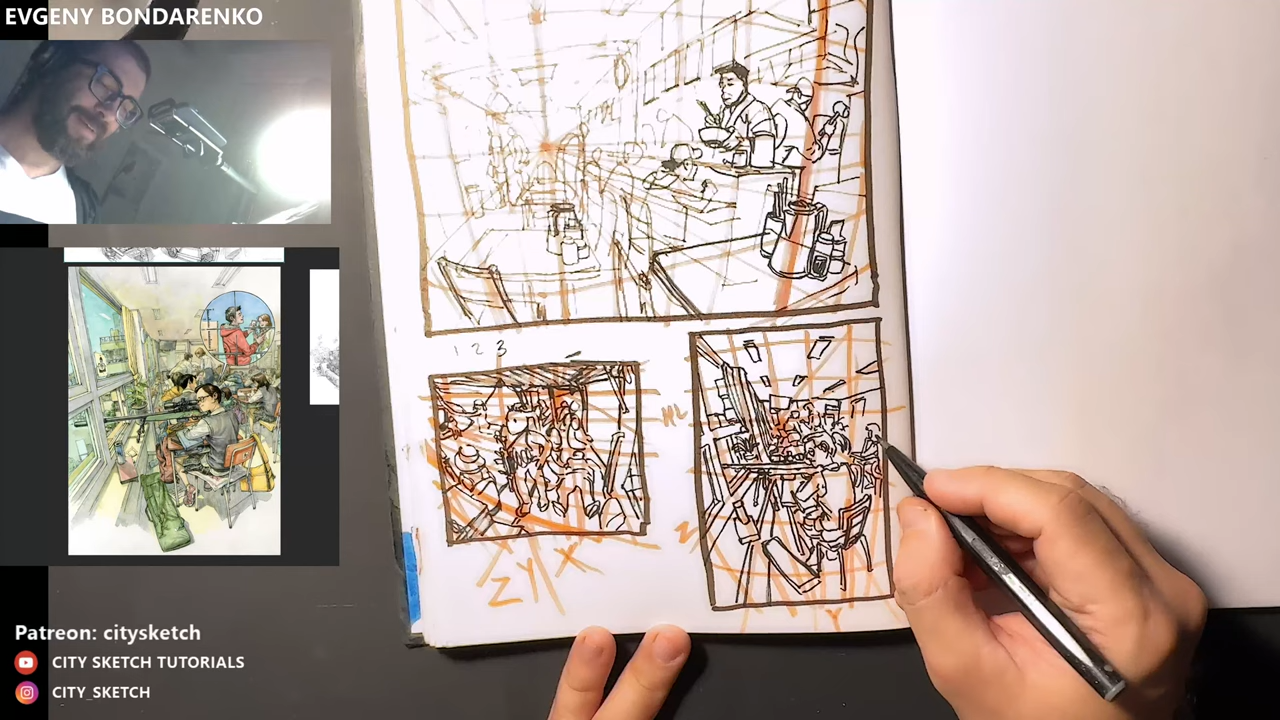 EVGENY BONDARENKO
1 2 3
Z Y X
Y
Patreon: citysketch
CITY SKETCH TUTORIALS
CITY_SKETCH